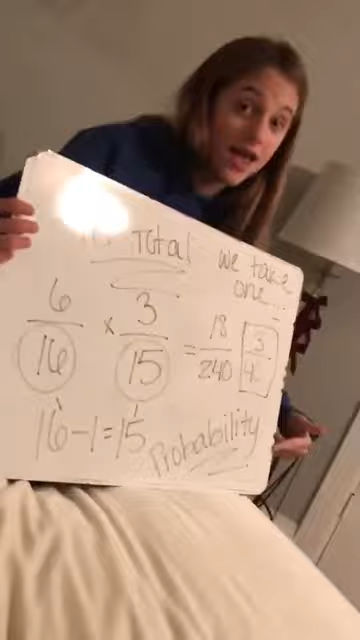 Total
we take
one...
6/16 × 3/15 = 18/240 3/4
16-1=15
Probability